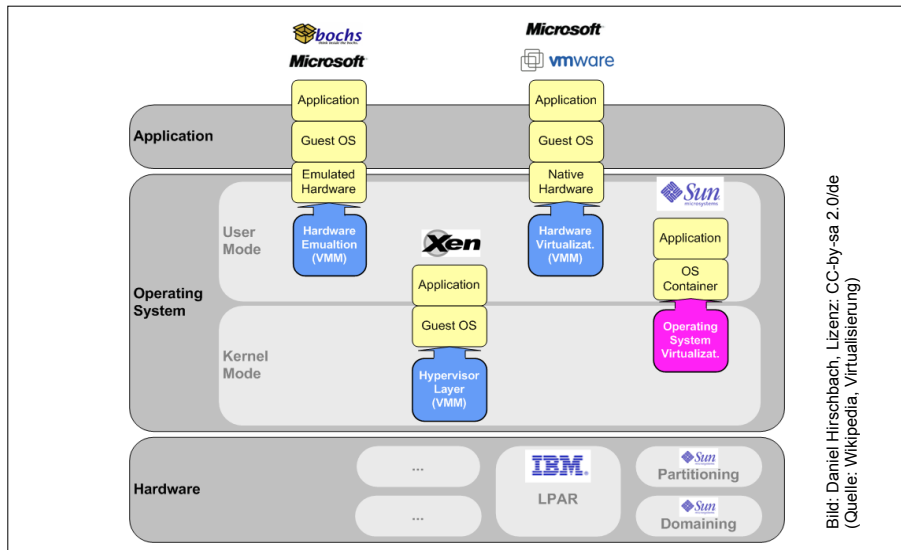 bochs
Microsoft
Microsoft
vmware
Application
Application
Application
Guest OS
Guest OS
Emulated
Hardware
Native
Hardware
Operating
System
User
Mode
Hardware
Emualtion
(VMM)
Hardware
Virtualizat.
(VMM)
Sun
microsystems
Xen
Application
OS
Container
Application
Guest OS
Operating
System
Virtualizat.
Kernel
Mode
Hypervisor
Layer
(VMM)
Hardware
...
...
IBM
LPAR
Sun
Partitioning
Sun
Domaining
Bild: Daniel Hirschbach, Lizenz: CC-by-sa 2.0/de
(Quelle: Wikipedia, Virtualisierung)